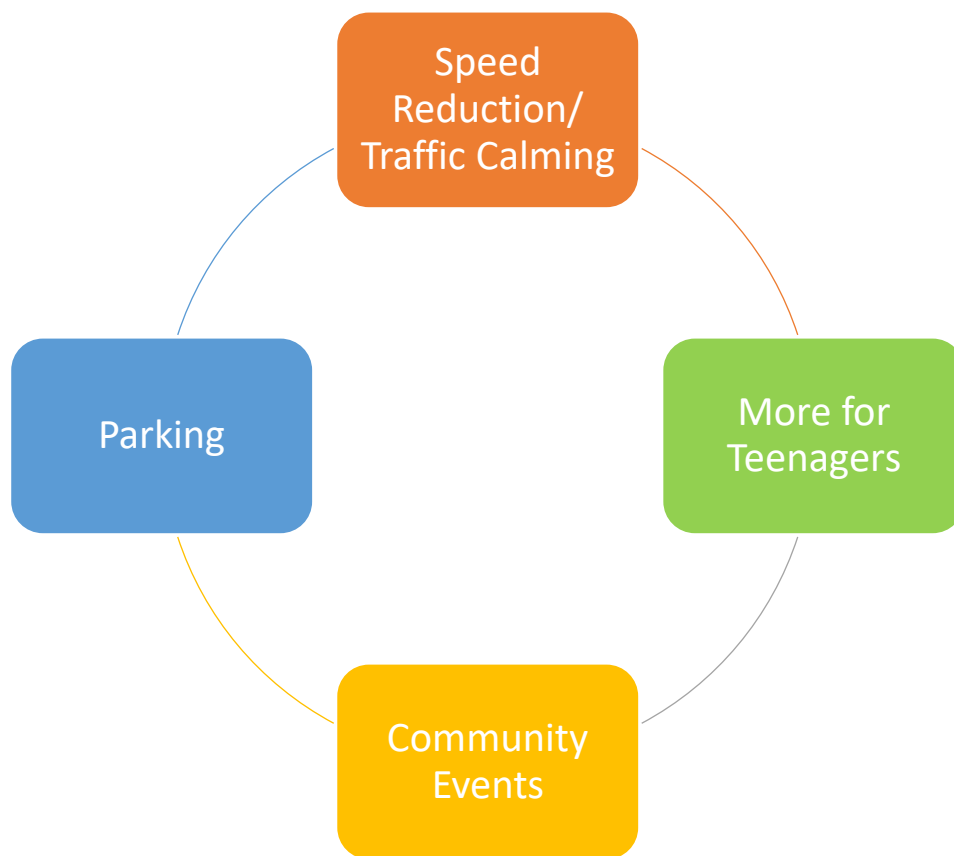 Speed
Reduction/
Traffic Calming
Parking
More for
Teenagers
Community
Events